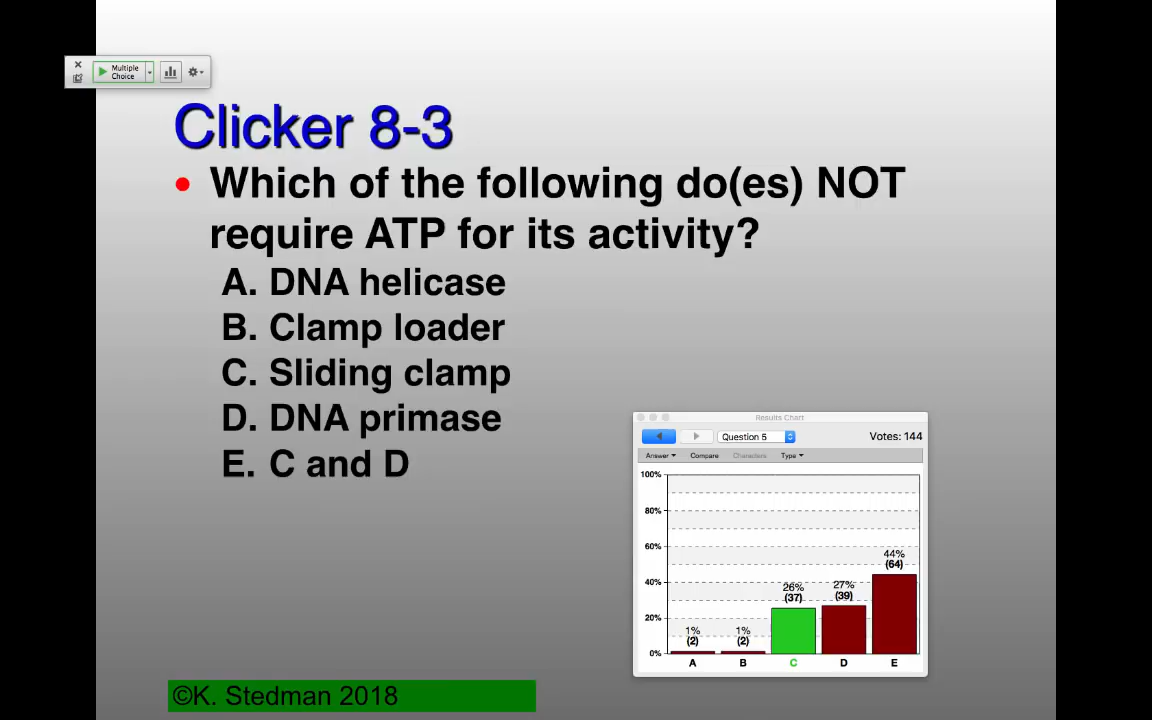 Multiple
Choice
Clicker 8-3
• Which of the following do(es) NOT
require ATP for its activity?
A. DNA helicase
B. Clamp loader
C. Sliding clamp
D. DNA primase
E. C and D
Results Chart
Question 5
Votes: 144
Answer Compare Characters Type
100%
80%
60%
40%
20%
0%
1%
(2)
1%
(2)
26%
(37)
27%
(39)
44%
(64)
A B C D E
©K. Stedman 2018